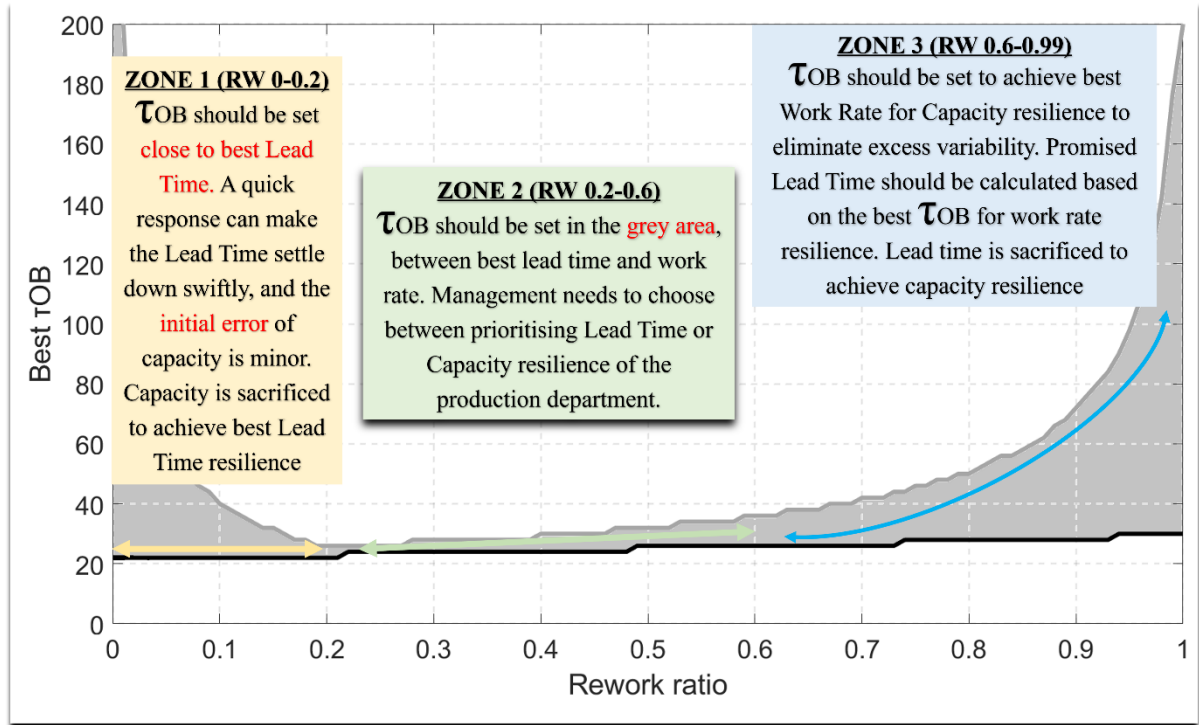 200
180
160
140
120
100
80
60
40
20
0
Best τOB
ZONE 1 (RW 0-0.2)
τOB should be set
close to best Lead
Time. A quick
response can make
the Lead Time settle
down swiftly, and the
initial error of
capacity is minor.
Capacity is sacrificed
to achieve best Lead
Time resilience
ZONE 2 (RW 0.2-0.6)
τOB should be set in the grey area,
between best lead time and work
rate. Management needs to choose
between prioritising Lead Time or
Capacity resilience of the
production department.
ZONE 3 (RW 0.6-0.99)
τOB should be set to achieve best
Work Rate for Capacity resilience to
eliminate excess variability. Promised
Lead Time should be calculated based
on the best τOB for work rate
resilience. Lead time is sacrificed to
achieve capacity resilience
0 0.1 0.2 0.3 0.4 0.5 0.6 0.7 0.8 0.9 1
Rework ratio